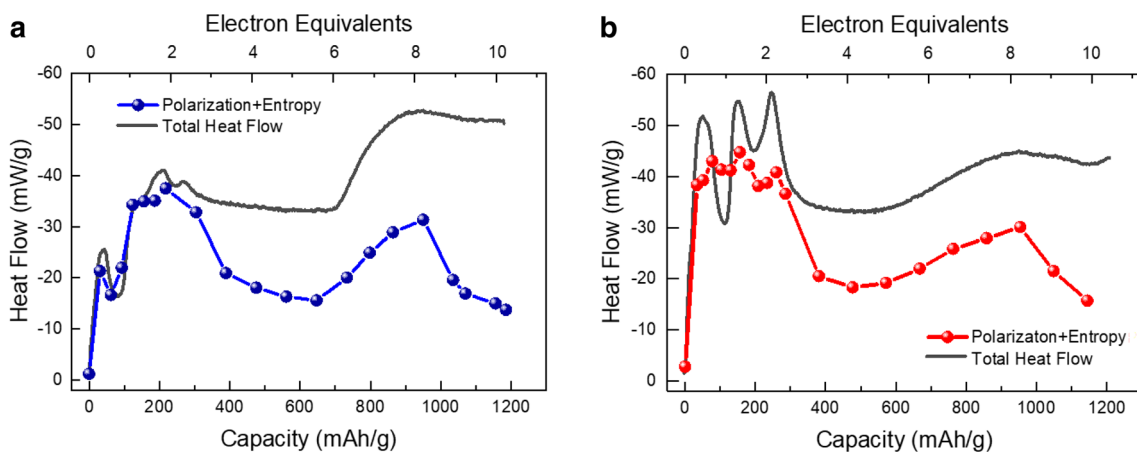 a
Electron Equivalents
0 2 4 6 8 10
-60
-50
-40
-30
-20
-10
0
Heat Flow (mW/g)
Polarization+Entropy
Total Heat Flow
0 200 400 600 800 1000 1200
Capacity (mAh/g)
b
Electron Equivalents
0 2 4 6 8 10
-60
-50
-40
-30
-20
-10
0
Heat Flow (mW/g)
Polarizaton+Entropy
Total Heat Flow
0 200 400 600 800 1000 1200
Capacity (mAh/g)